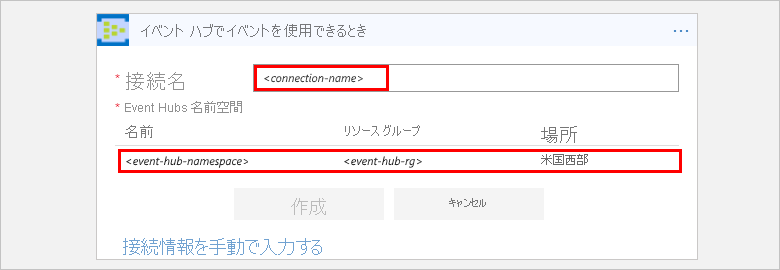 イベント ハブでイベントを使用できるとき
* 接続名 <connection-name>
* Event Hubs 名前空間
名前 リソース グループ 場所
<event-hub-namespace> <event-hub-rg> 米国西部
作成 キャンセル
接続情報を手動で入力する